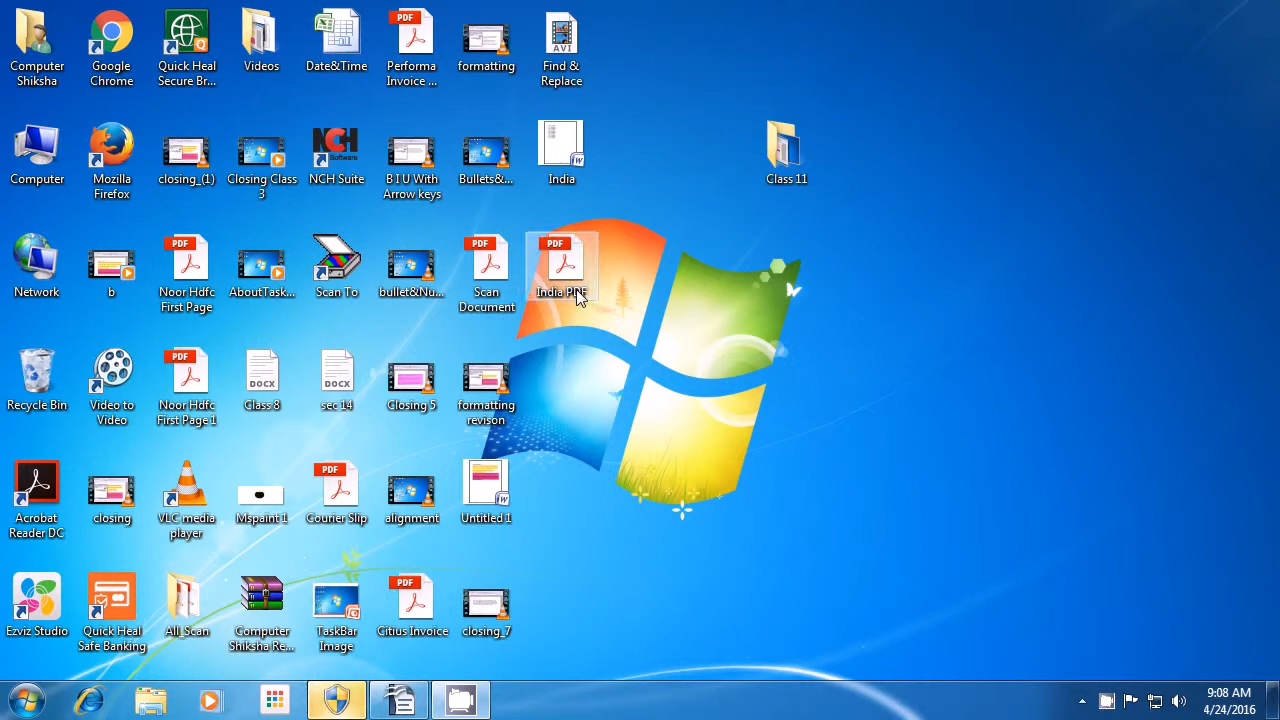 Computer
Shiksha
Google
Chrome
Quick Heal
Secure Br...
Videos
Date&Time
PDF
Performa
Invoice ...
formatting
AVI
Find &
Replace
Computer
Mozilla
Firefox
closing_(1)
Closing Class
3
NCH
Software
NCH Suite
B I U With
Arrow keys
Bullets&...
India
Class 11
Network
b
PDF
Noor Hdfc
First Page
AboutTask...
Scan To
bullet&Nu...
PDF
Scan
Document
PDF
India PDF
Recycle Bin
Video to
Video
PDF
Noor Hdfc
First Page 1
DOCX
Class 8
DOCX
sec 14
Closing 5
formatting
revison
Acrobat
Reader DC
closing
VLC media
player
Mspaint 1
PDF
Courier Slip
alignment
Untitled 1
Ezviz Studio
Quick Heal
Safe Banking
All_Scan
Computer
Shiksha Re...
TaskBar
Image
PDF
Citius Invoice
closing_7
9:08 AM
4/24/2016